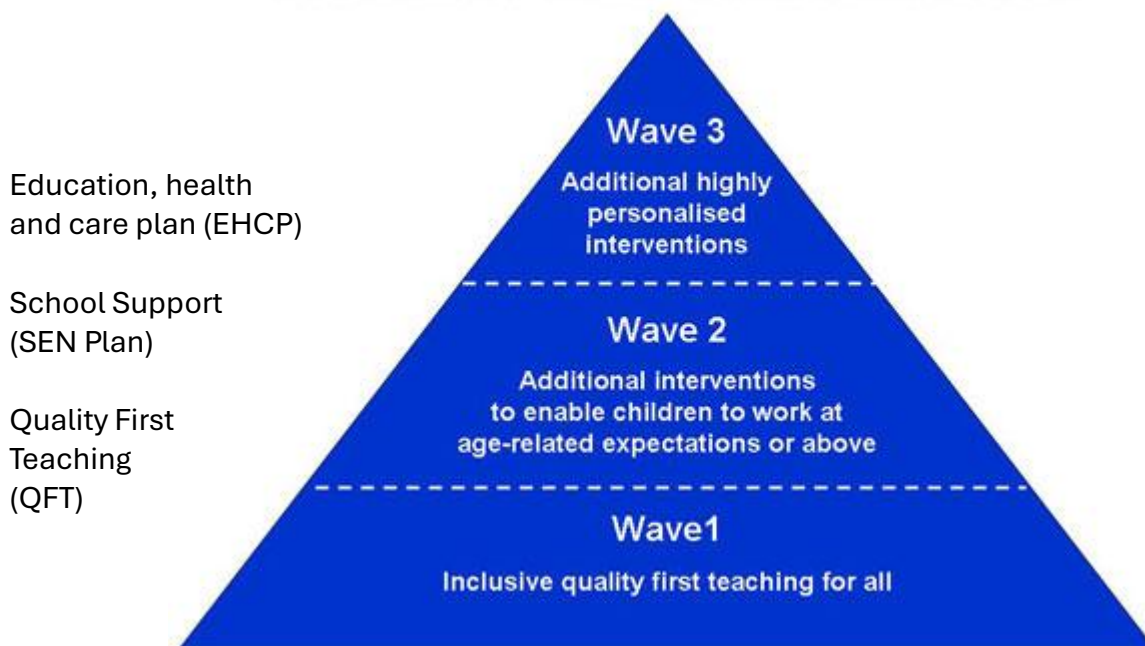 Education, health
and care plan (EHCP)
School Support
(SEN Plan)
Quality First
Teaching
(QFT)
Wave 3
Additional highly
personalised
interventions
Wave 2
Additional interventions
to enable children to work at
age-related expectations or above
Wave1
Inclusive quality first teaching for all